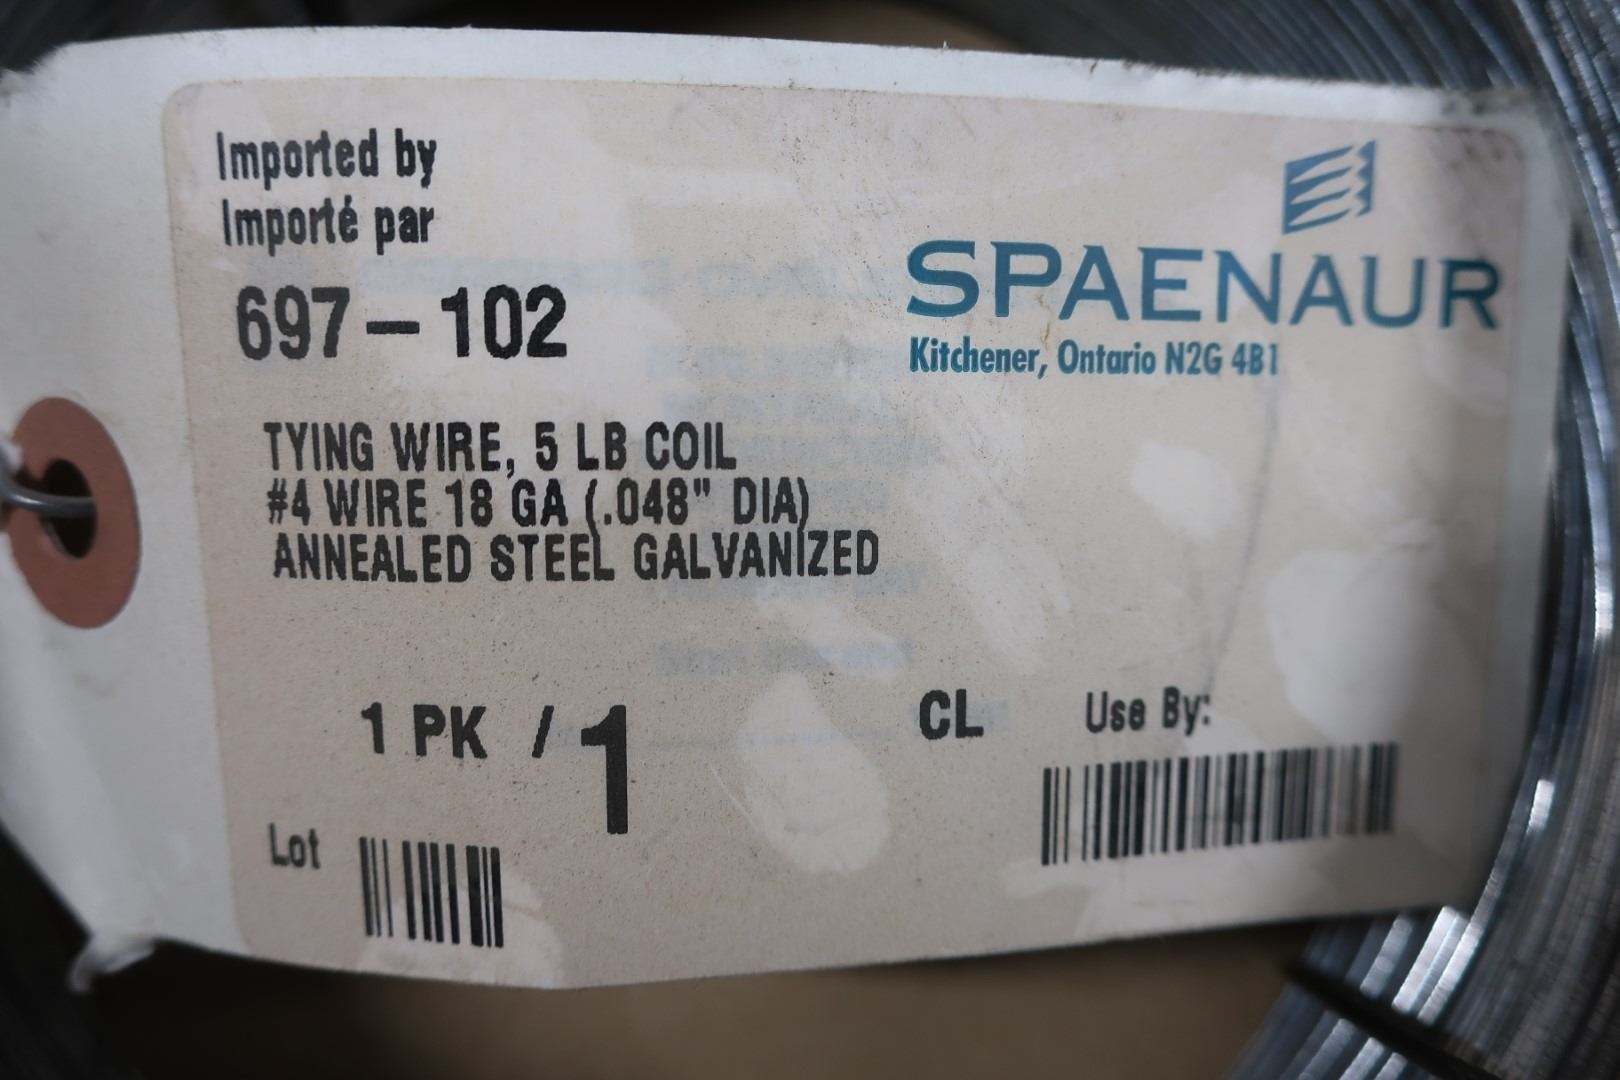 Imported by
Importé par
697-102
SPAENAUR
Kitchener, Ontario N2G 4B1
TYING WIRE, 5 LB COIL
#4 WIRE 18 GA (.048" DIA)
ANNEALED STEEL GALVANIZED
1 PK / 1 CL
Use By:
Lot